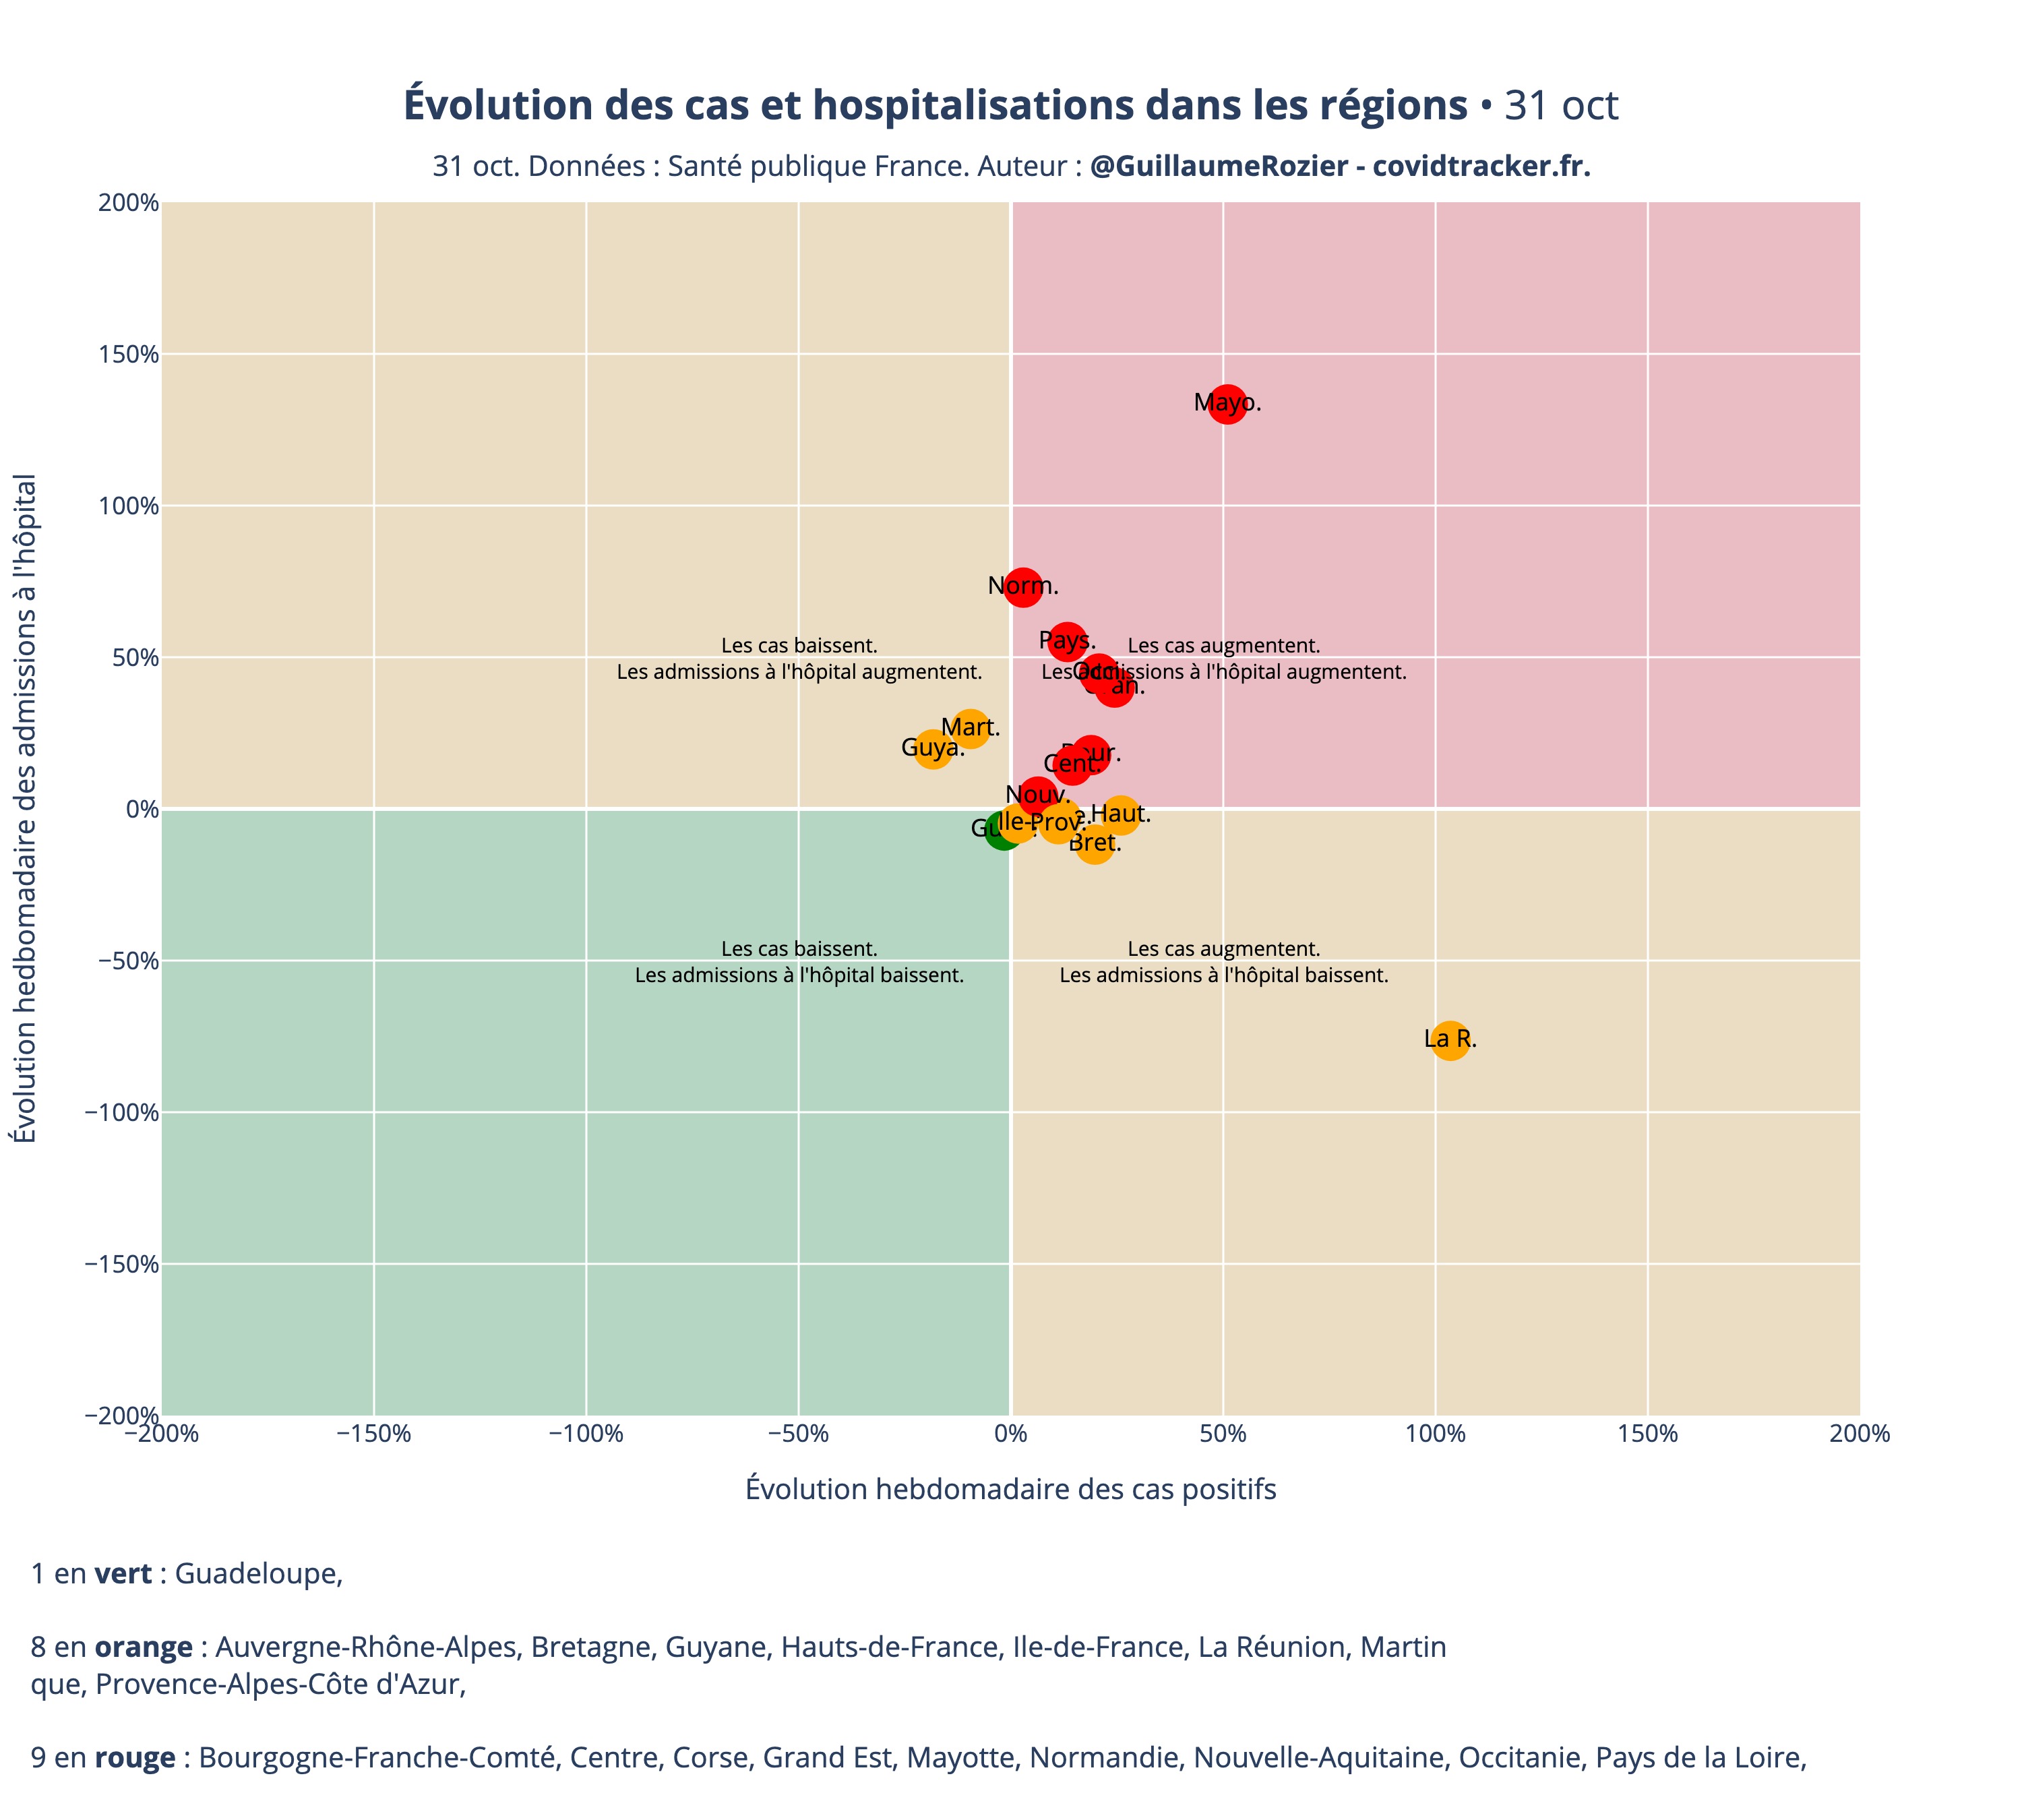 Évolution des cas et hospitalisations dans les régions • 31 oct
31 oct. Données : Santé publique France. Auteur : @GuillaumeRozier - covidtracker.fr.
Évolution hedbomadaire des admissions à l'hôpital
200%
150%
100%
50%
0%
−50%
−100%
−150%
−200%
Mayo.
Norm.
Pays.
Les cas baissent.
Les admissions à l'hôpital augmentent.
Les cas augmentent.
Les admissions à l'hôpital augmentent.
Occi.
Mart.
Guya.
Cent.
Nouv.
Haut.
Ile-
Prov.
Bret.
Les cas baissent.
Les admissions à l'hôpital baissent.
Les cas augmentent.
Les admissions à l'hôpital baissent.
La R.
−200%
−150%
−100%
−50%
0%
50%
100%
150%
200%
Évolution hebdomadaire des cas positifs
1 en vert : Guadeloupe,
8 en orange : Auvergne-Rhône-Alpes, Bretagne, Guyane, Hauts-de-France, Ile-de-France, La Réunion, Martin
que, Provence-Alpes-Côte d'Azur,
9 en rouge : Bourgogne-Franche-Comté, Centre, Corse, Grand Est, Mayotte, Normandie, Nouvelle-Aquitaine, Occitanie, Pays de la Loire,